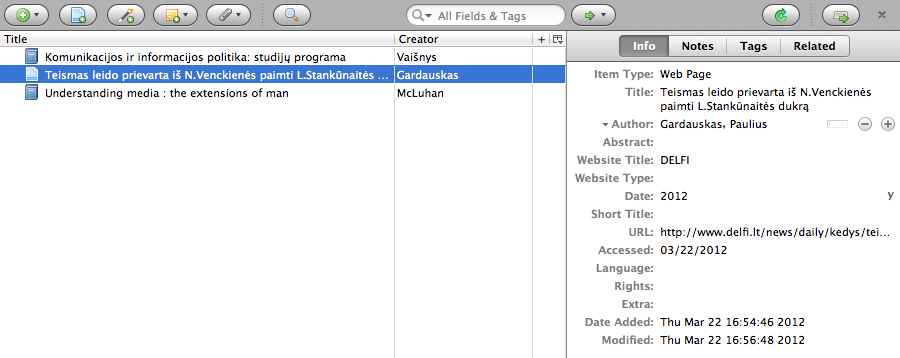 All Fields & Tags
Title Creator
Komunikacijos ir informacijos politika: studijų programa Vaišnys
Teismas leido prievarta iš N.Venckienės paimti L.Stankūnaitės ... Gardauskas
Understanding media : the extensions of man McLuhan
Info Notes Tags Related
Item Type: Web Page
Title: Teismas leido prievarta iš N.Venckienės
paimti L.Stankūnaitės dukrą
Author: Gardauskas, Paulius
Abstract:
Website Title: DELFI
Website Type:
Date: 2012 y
Short Title:
URL: http://www.delfi.lt/news/daily/kedys/tei...
Accessed: 03/22/2012
Language:
Rights:
Extra:
Date Added: Thu Mar 22 16:54:46 2012
Modified: Thu Mar 22 16:56:48 2012